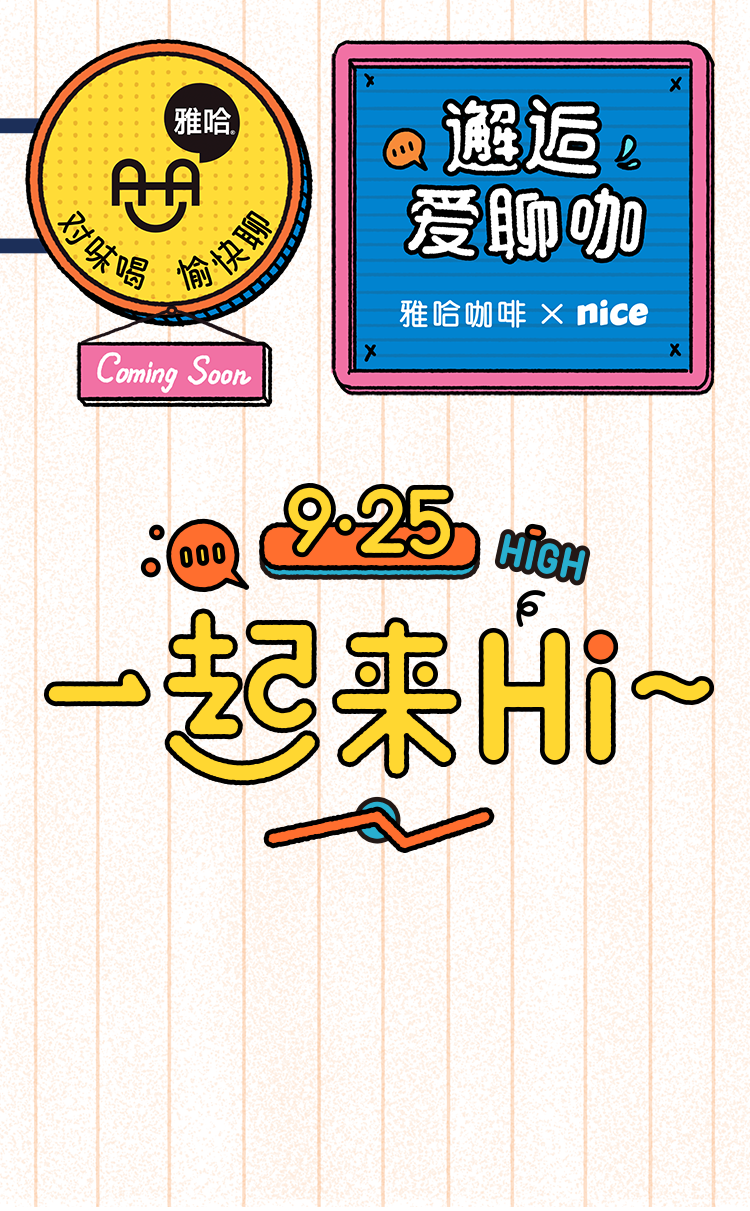 雅哈®
AHA
对味喝 愉快聊
Coming Soon
邂逅
爱聊咖
雅哈咖啡 × nice
9·25
HiGH
一起来Hi~